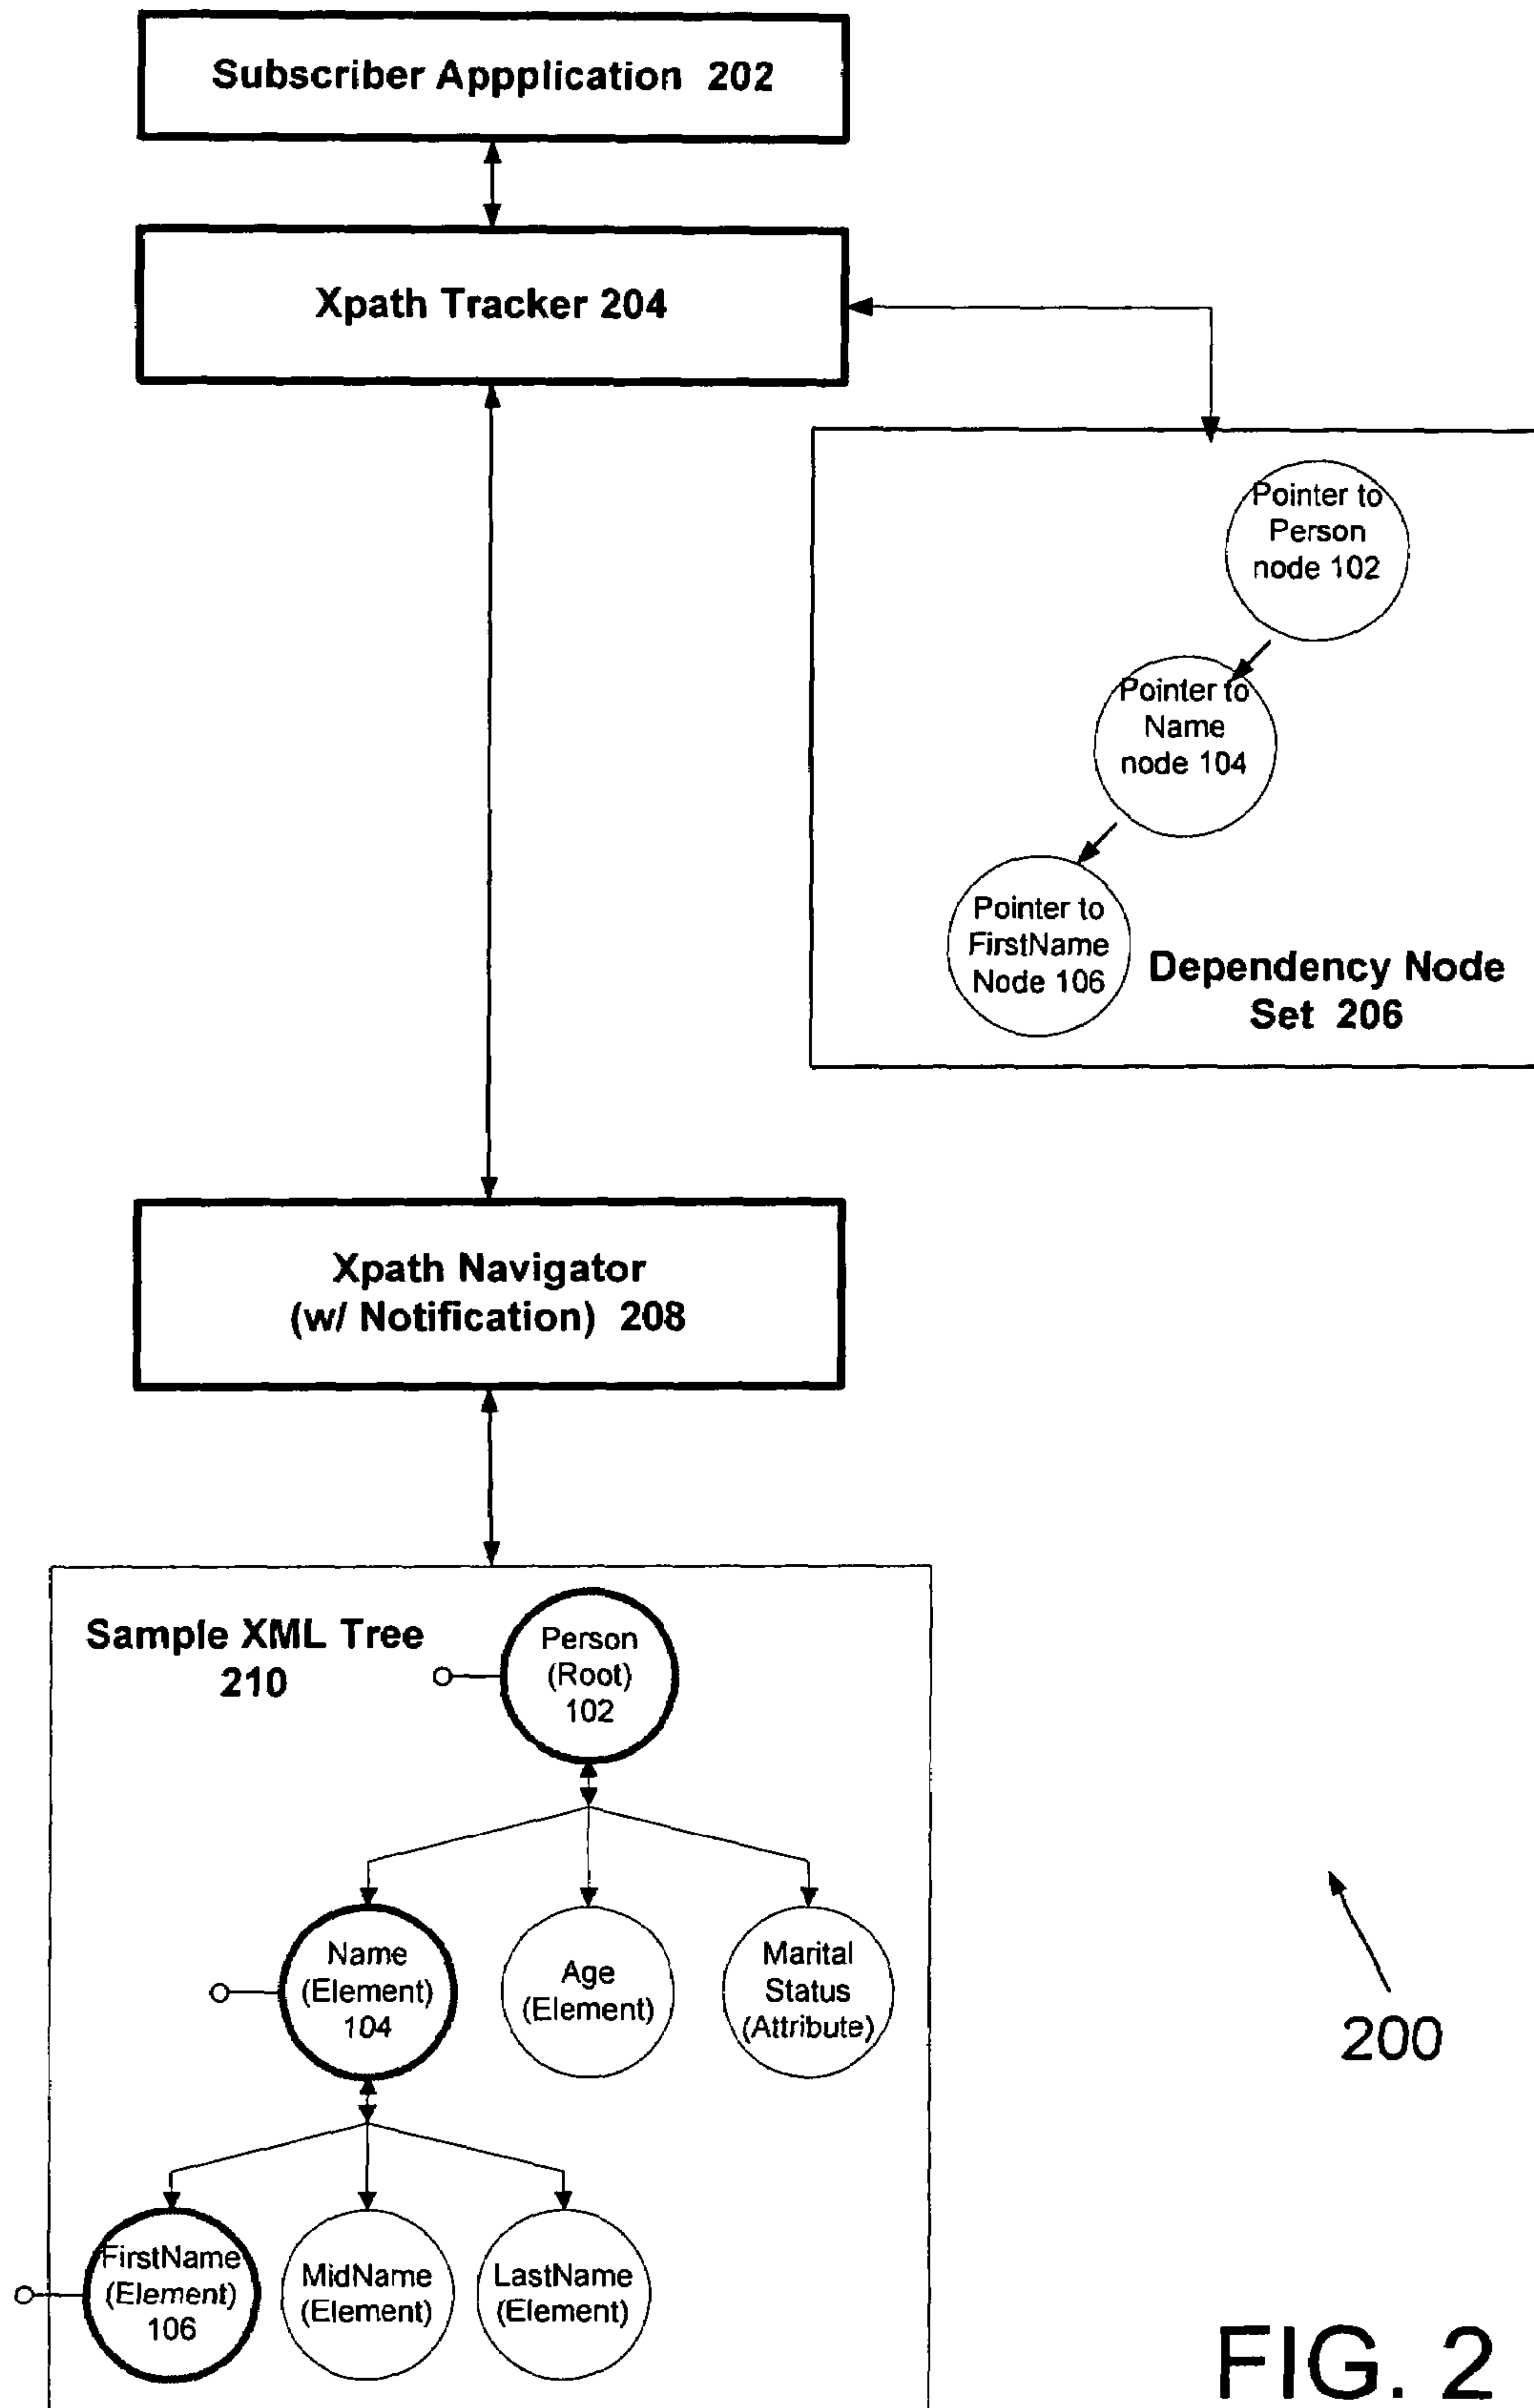 Subscriber Appplication 202
Xpath Tracker 204
Pointer to
Person
node 102
Pointer to
Name
node 104
Pointer to
FirstName
Node 106
Dependency Node
Set 206
Xpath Navigator
(w/ Notification) 208
Sample XML Tree
210
Person
(Root)
102
Name
(Element)
104
Age
(Element)
Marital
Status
(Attribute)
200
FirstName
(Element)
106
MidName
(Element)
LastName
(Element)
FIG. 2